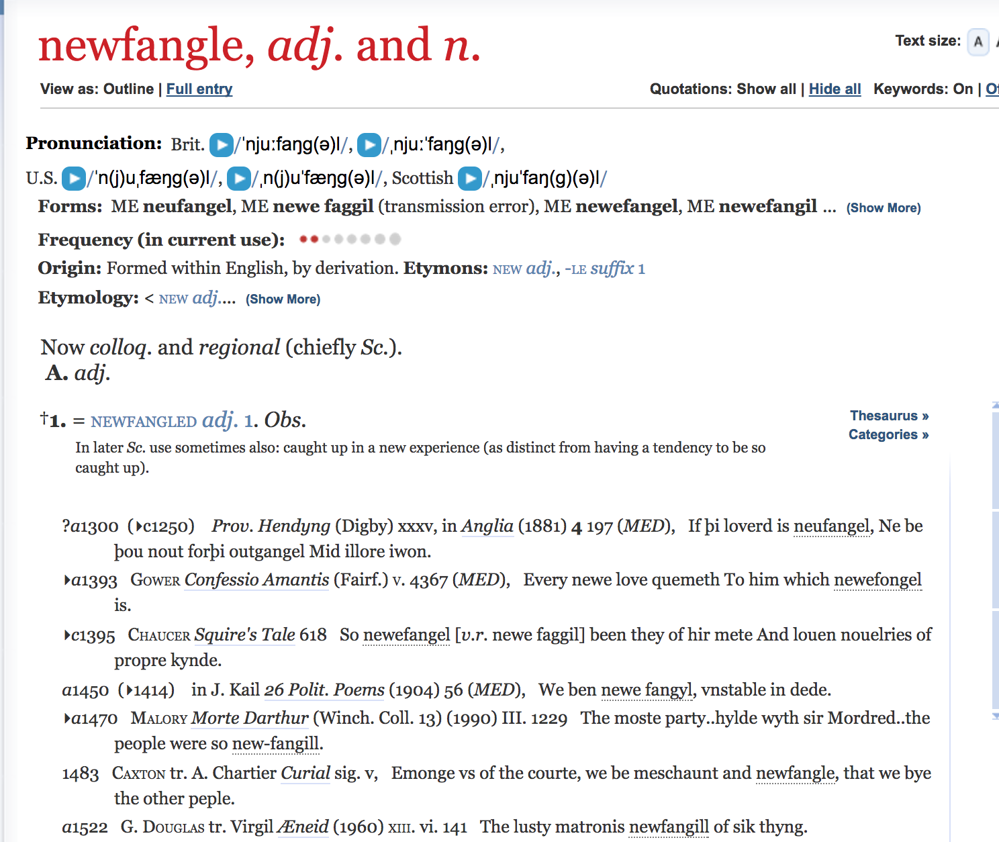 newfangle, adj. and n.
Text size: A
View as: Outline | Full entry
Quotations: Show all | Hide all Keywords: On |
Pronunciation: Brit. /ˈnjuːfaŋɡ(ə)l/, /ˌnjuːˈfaŋɡ(ə)l/,
U.S. /ˈn(j)uˌfæŋɡ(ə)l/, /ˌn(j)uˈfæŋɡ(ə)l/, Scottish /ˌnjuˈfaŋ(ɡ)(ə)l/
Forms: ME neufangel, ME newe faggil (transmission error), ME newefangel, ME newefangil ... (Show More)
Frequency (in current use):
Origin: Formed within English, by derivation. Etymons: NEW adj., -LE suffix 1
Etymology: < NEW adj.... (Show More)
Now colloq. and regional (chiefly Sc.).
A. adj.
†1. = NEWFANGLED adj. 1. Obs.
Thesaurus »
Categories »
In later Sc. use sometimes also: caught up in a new experience (as distinct from having a tendency to be so
caught up).
?a1300 (▸c1250) Prov. Hendyng (Digby) xxxv, in Anglia (1881) 4 197 (MED), If þi loverd is neufangel, Ne be
þou nout forþi outgangel Mid illore iwon.
▸a1393 GOWER Confessio Amantis (Fairf.) V. 4367 (MED), Every newe love quemeth To him which newefongel
is.
▸c1395 CHAUCER Squire's Tale 618 So newefangel [v.r. newe faggil] been they of hir mete And louen nouelries of
propre kynde.
a1450 (▸1414) in J. Kail 26 Polit. Poems (1904) 56 (MED), We ben newe fangyl, vnstable in dede.
▸a1470 MALORY Morte Darthur (Winch. Coll. 13) (1990) III. 1229 The moste party..hylde wyth sir Mordred..the
people were so new-fangill.
1483 CAXTON tr. A. Chartier Curial sig. v, Emonge vs of the courte, we be meschaunt and newfangle, that we bye
the other peple.
a1522 G. DOUGLAS tr. Virgil Æneid (1960) XIII. vi. 141 The lusty matronis newfangill of sik thyng.